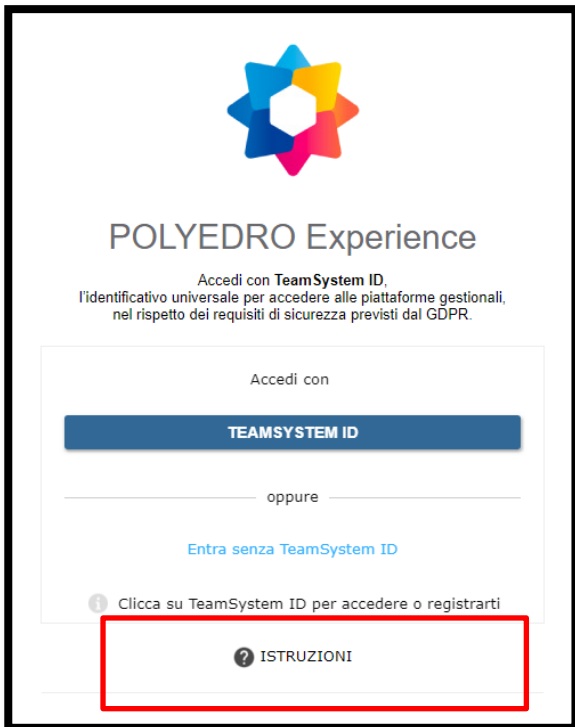 POLYEDRO Experience
Accedi con TeamSystem ID,
l'identificativo universale per accedere alle piattaforme gestionali,
nel rispetto dei requisiti di sicurezza previsti dal GDPR.
Accedi con
TEAMSYSTEM ID
oppure
Entra senza TeamSystem ID
Clicca su TeamSystem ID per accedere o registrarti
ISTRUZIONI